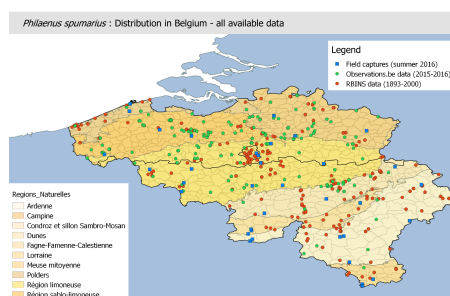 Philaenus spumarius : Distribution in Belgium - all available data
Legend
Field captures (summer 2016)
Observations.be data (2015-2016)
RBINS data (1893-2000)
Regions_Naturelles
Ardenne
Campine
Condroz et sillon Sambro-Mosan
Dunes
Fagne-Famenne-Calestienne
Lorraine
Meuse mitoyenne
Polders
Région limoneuse
Région sablo-limoneuse